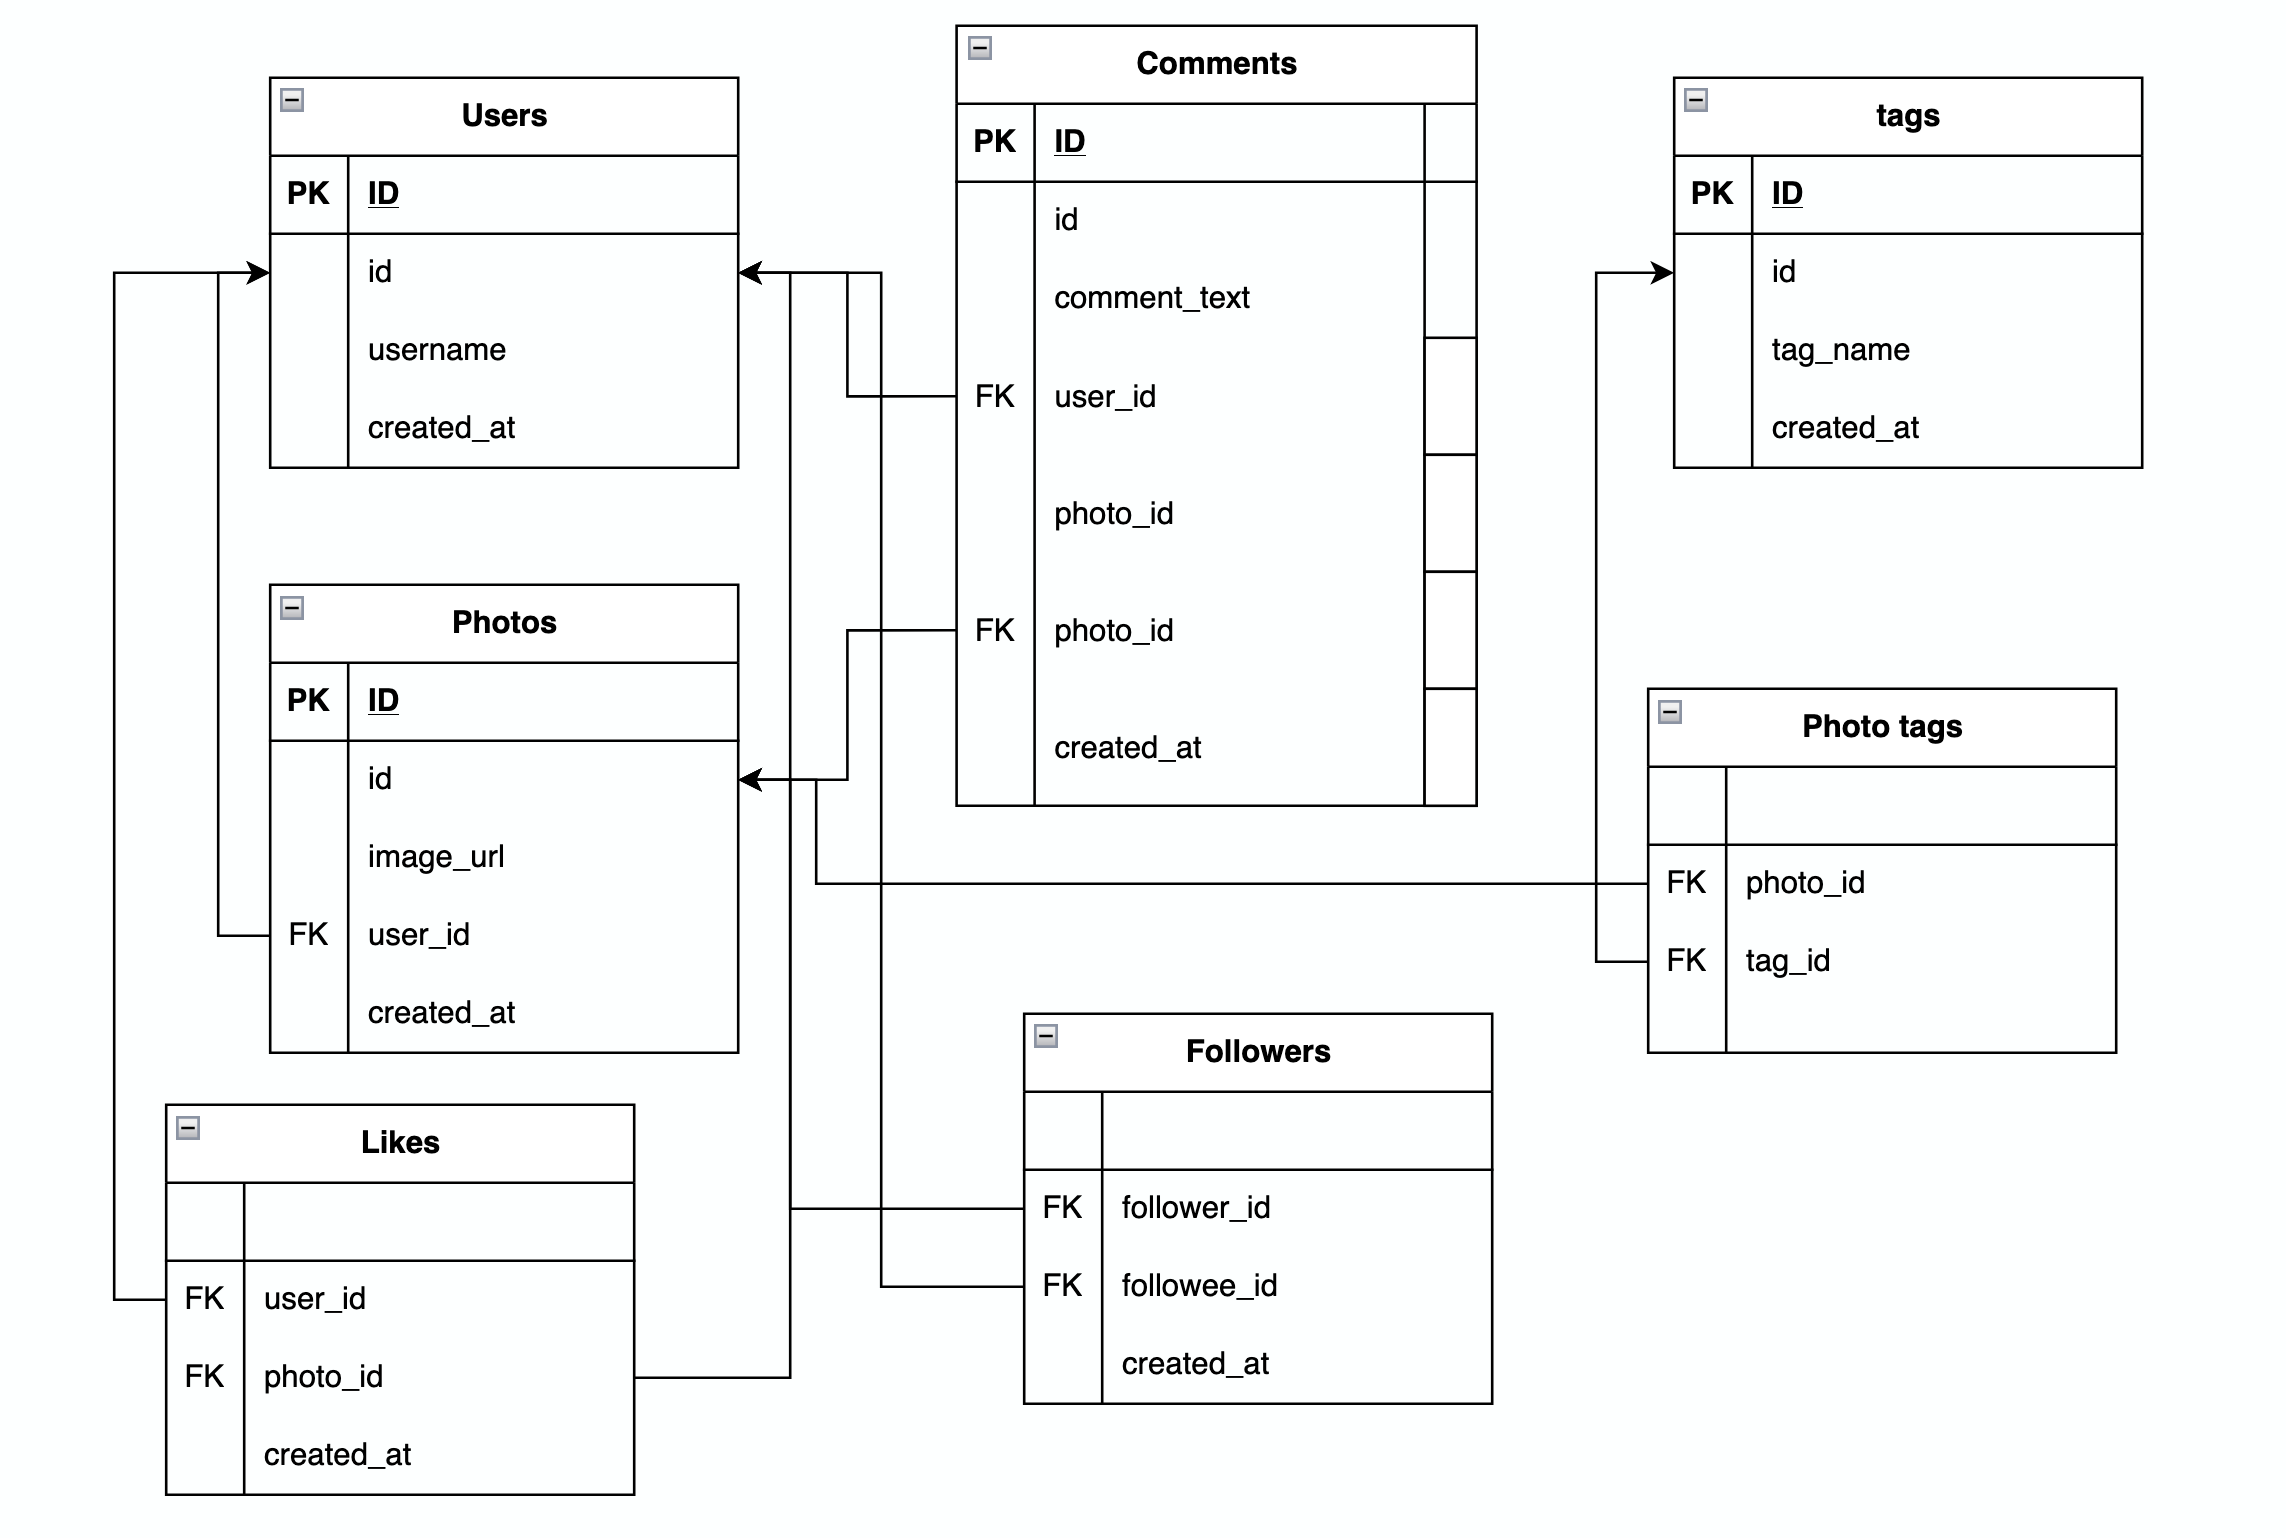 Users
PK ID
id
username
created_at
Comments
PK ID
id
comment_text
FK user_id
photo_id
FK photo_id
created_at
tags
PK ID
id
tag_name
created_at
Photos
PK ID
id
image_url
FK user_id
created_at
Photo tags
FK photo_id
FK tag_id
Followers
FK follower_id
FK followee_id
created_at
Likes
FK user_id
FK photo_id
created_at